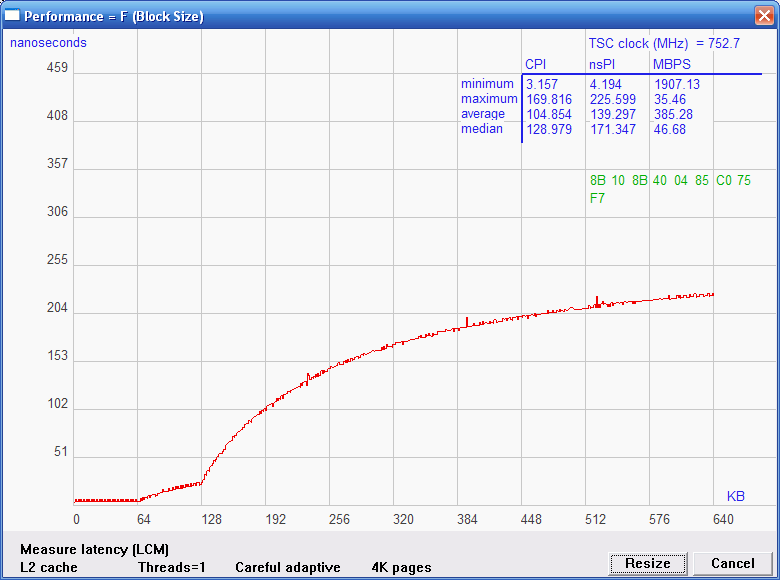 Performance = F (Block Size)
nanoseconds
TSC clock (MHz) = 752.7
CPI nsPI MBPS
minimum 3.157 4.194 1907.13
maximum 169.816 225.599 35.46
average 104.854 139.297 385.28
median 128.979 171.347 46.68
8B 10 8B 40 04 85 C0 75
F7
459
408
357
306
255
204
153
102
51
KB
0 64 128 192 256 320 384 448 512 576 640
Measure latency (LCM)
L2 cache Threads=1 Careful adaptive 4K pages
Resize Cancel